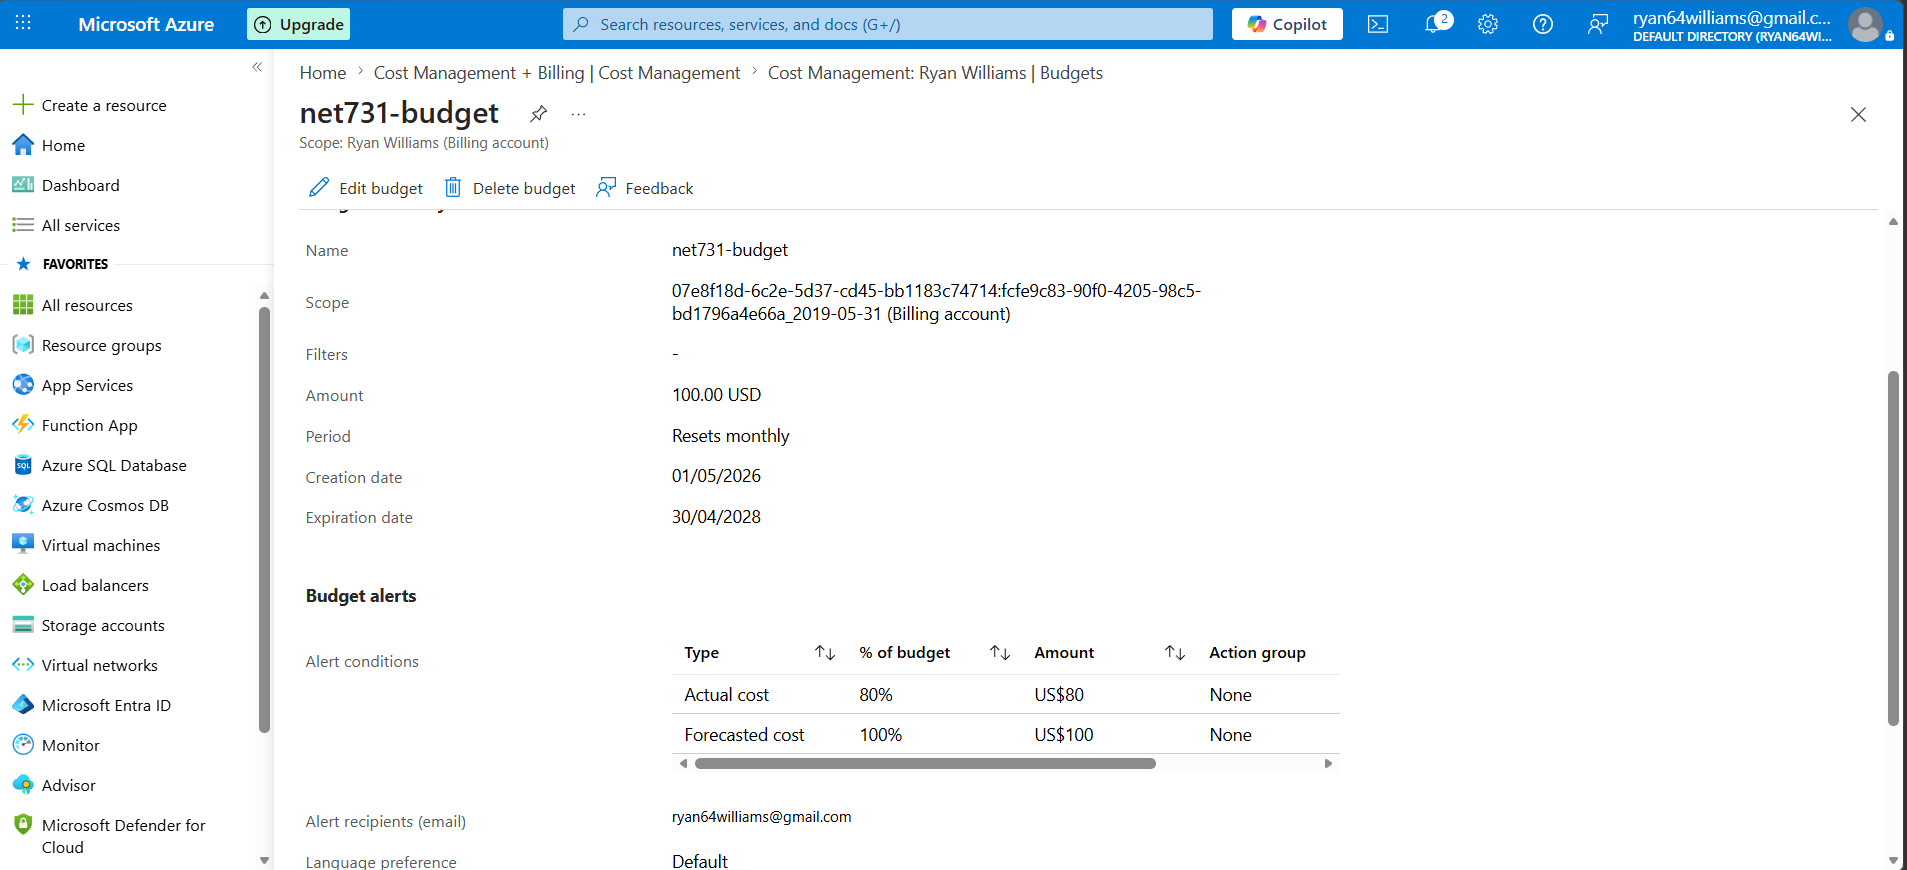 Microsoft Azure
Upgrade
Search resources, services, and docs (G+/)
Copilot
2
ryan64williams@gmail.c...
DEFAULT DIRECTORY (RYAN64WI...
Create a resource
Home
Dashboard
All services
FAVORITES
All resources
Resource groups
App Services
Function App
Azure SQL Database
Azure Cosmos DB
Virtual machines
Load balancers
Storage accounts
Virtual networks
Microsoft Entra ID
Monitor
Advisor
Microsoft Defender for
Cloud
Home > Cost Management + Billing | Cost Management > Cost Management: Ryan Williams | Budgets
net731-budget ...
Scope: Ryan Williams (Billing account)
Edit budget Delete budget Feedback
Name net731-budget
Scope 07e8f18d-6c2e-5d37-cd45-bb1183c74714:fcfe9c83-90f0-4205-98c5-
bd1796a4e66a_2019-05-31 (Billing account)
Filters -
Amount 100.00 USD
Period Resets monthly
Creation date 01/05/2026
Expiration date 30/04/2028
Budget alerts
Alert conditions
Type % of budget Amount Action group
Actual cost 80% US$80 None
Forecasted cost 100% US$100 None
Alert recipients (email) ryan64williams@gmail.com
Language preference Default